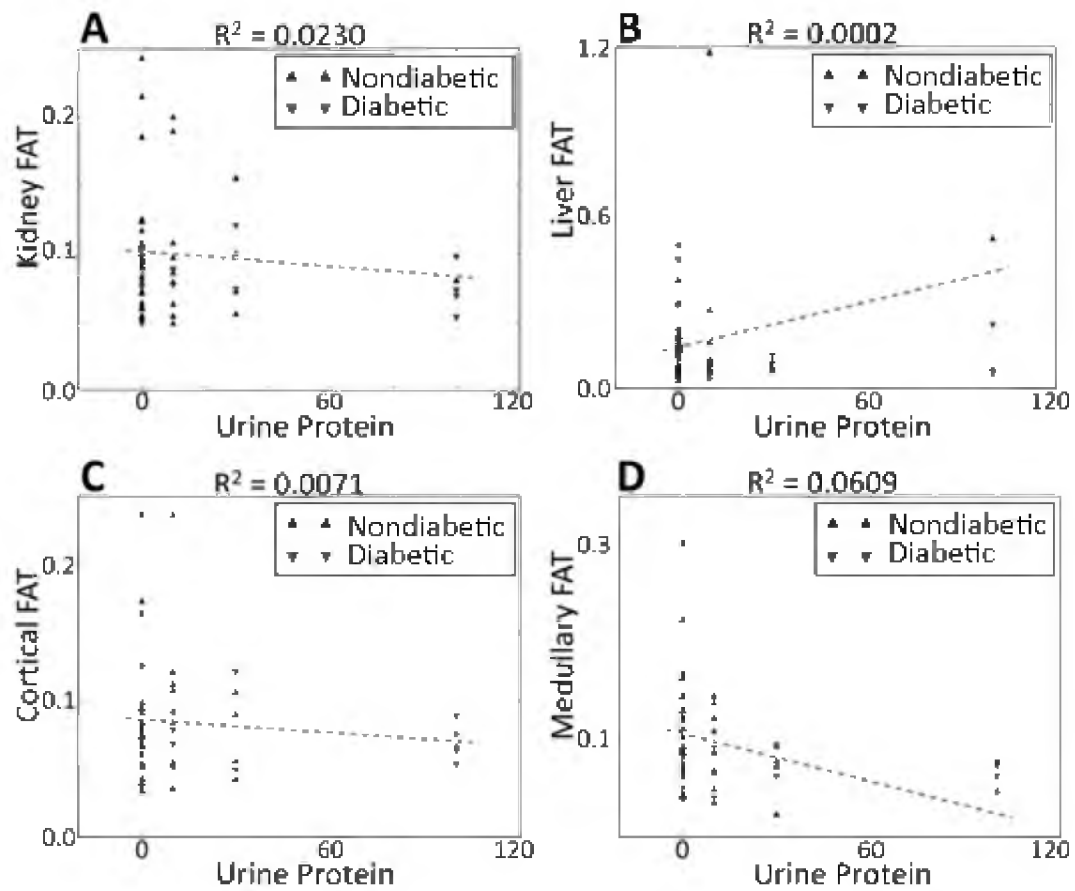 A
R² = 0.0230
Nondiabetic
Diabetic
Kidney FAT
0.2
0.1
0.0
0
60
120
Urine Protein
B
R² = 0.0002
Nondiabetic
Diabetic
Liver FAT
1.2
0.6
0.0
0
60
120
Urine Protein
C
R² = 0.0071
Nondiabetic
Diabetic
Cortical FAT
0.2
0.1
0.0
0
60
120
Urine Protein
D
R² = 0.0609
Nondiabetic
Diabetic
Medullary FAT
0.3
0.1
0
60
120
Urine Protein